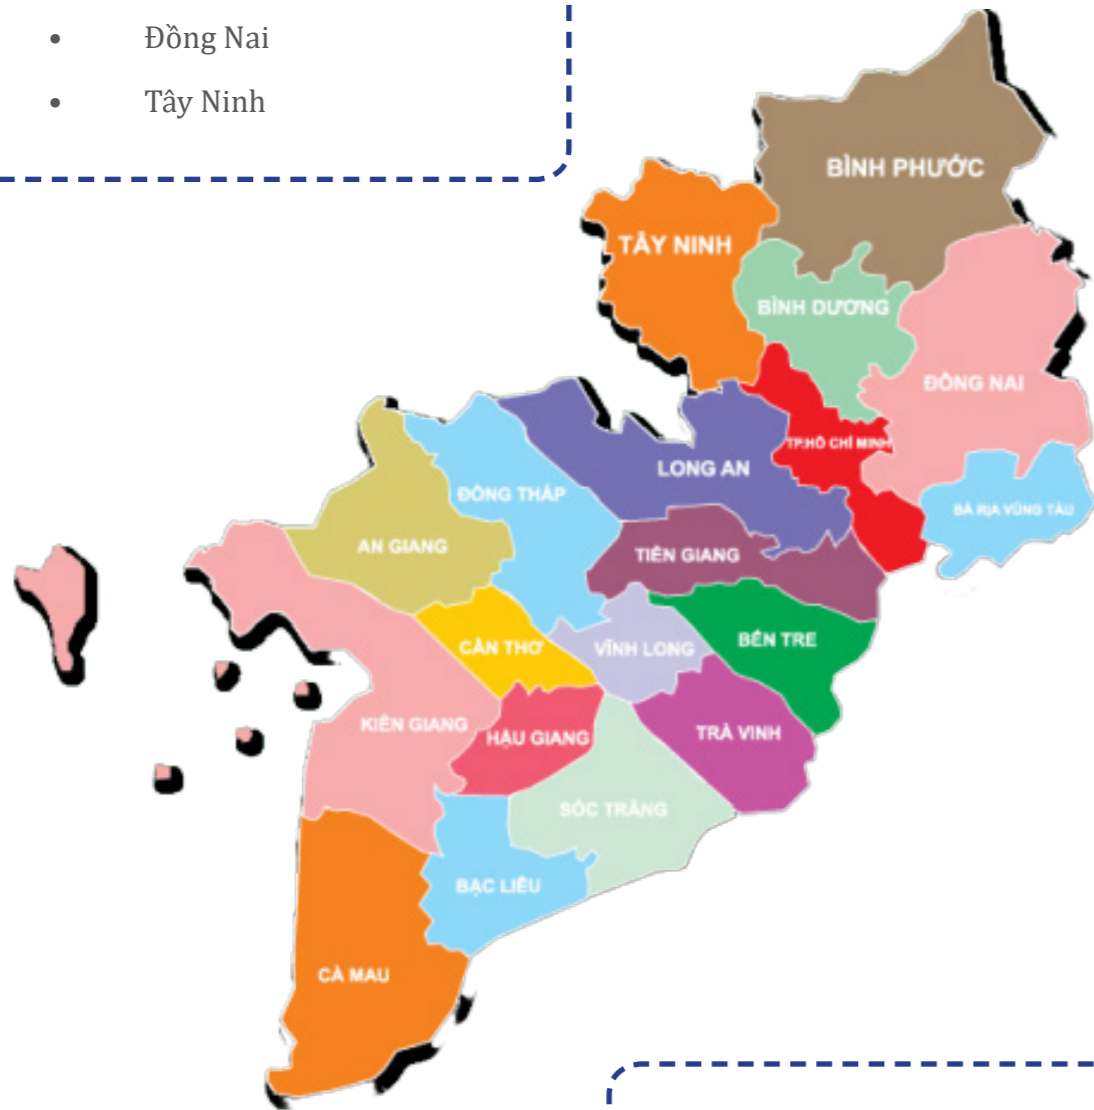 • Đồng Nai
• Tây Ninh
BÌNH PHƯỚC
TÂY NINH
BÌNH DƯƠNG
ĐỒNG NAI
TP.HỒ CHÍ MINH
LONG AN
ĐỒNG THÁP
BÀ RỊA VŨNG TÀU
AN GIANG
TIỀN GIANG
CẦN THƠ
VĨNH LONG
BẾN TRE
KIÊN GIANG
HẬU GIANG
TRÀ VINH
SÓC TRĂNG
BẠC LIÊU
CÀ MAU